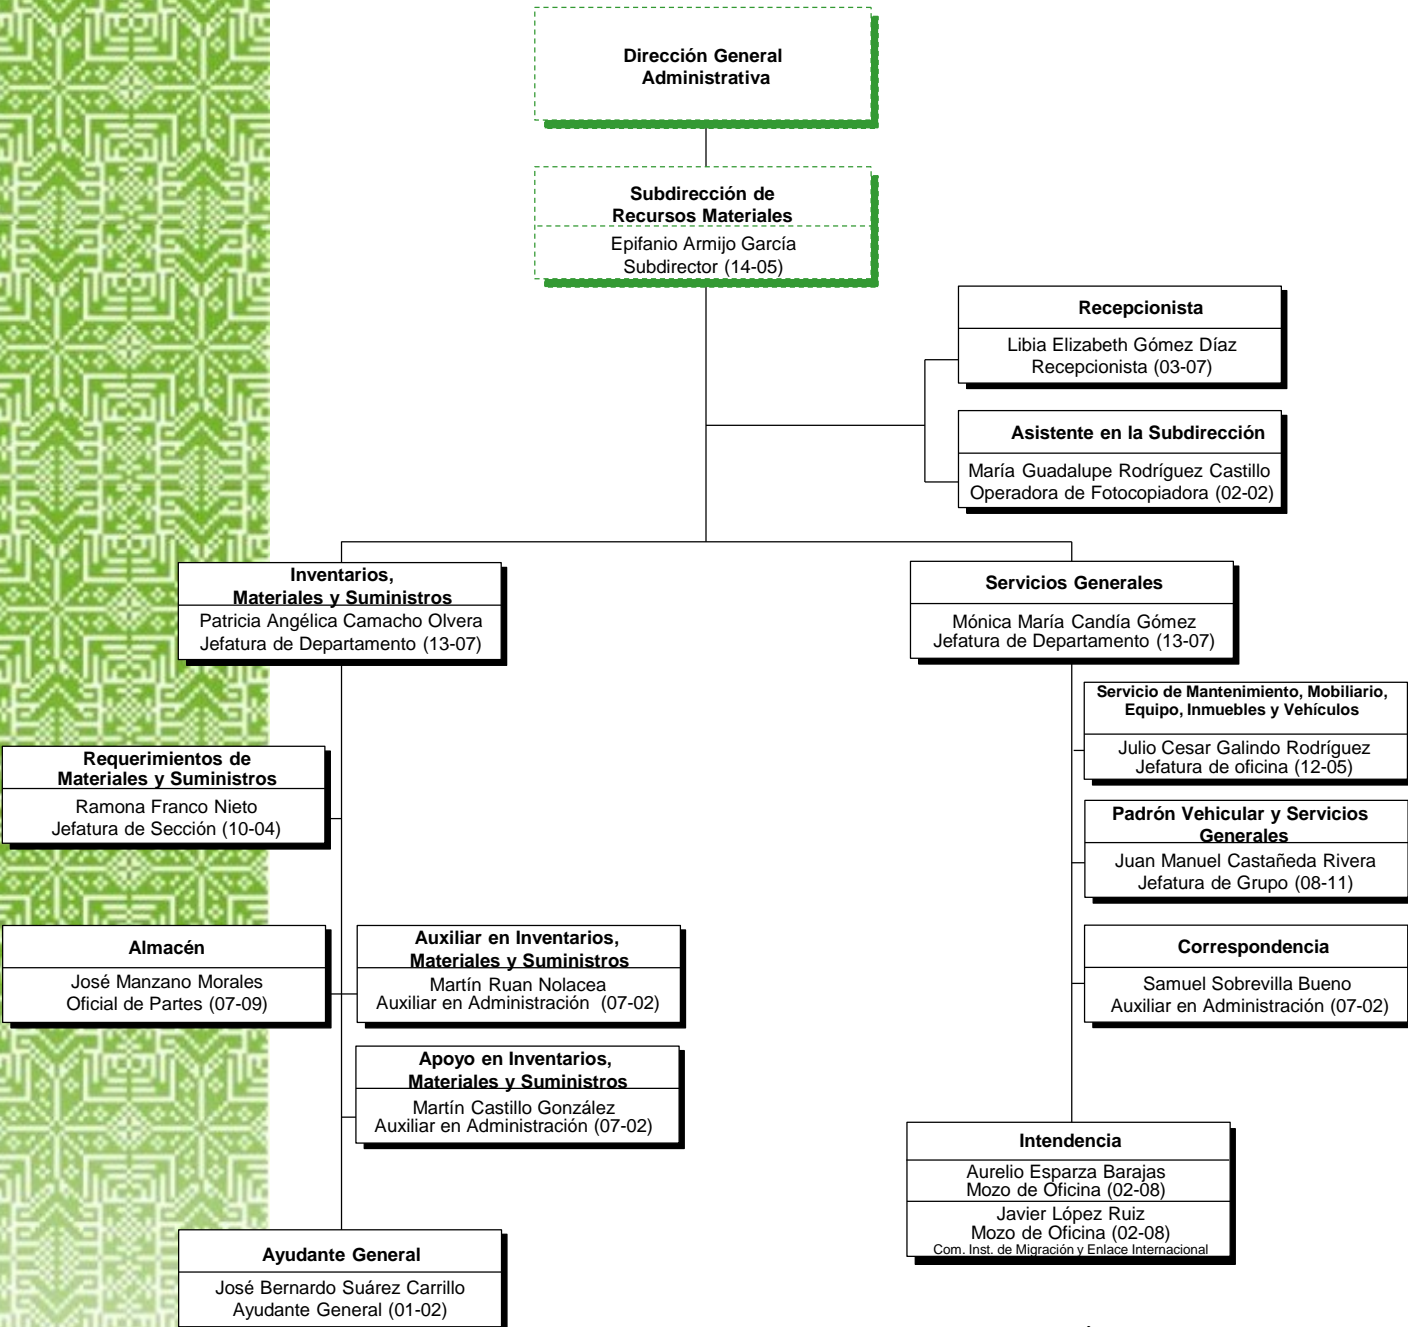 Dirección General
Administrativa
Subdirección de
Recursos Materiales
Epifanio Armijo García
Subdirector (14-05)
Recepcionista
Libia Elizabeth Gómez Díaz
Recepcionista (03-07)
Asistente en la Subdirección
María Guadalupe Rodríguez Castillo
Operadora de Fotocopiadora (02-02)
Inventarios,
Materiales y Suministros
Patricia Angélica Camacho Olvera
Jefatura de Departamento (13-07)
Requerimientos de
Materiales y Suministros
Ramona Franco Nieto
Jefatura de Sección (10-04)
Almacén
José Manzano Morales
Oficial de Partes (07-09)
Auxiliar en Inventarios,
Materiales y Suministros
Martín Ruan Nolacea
Auxiliar en Administración (07-02)
Apoyo en Inventarios,
Materiales y Suministros
Martín Castillo González
Auxiliar en Administración (07-02)
Ayudante General
José Bernardo Suárez Carrillo
Ayudante General (01-02)
Servicios Generales
Mónica María Candía Gómez
Jefatura de Departamento (13-07)
Servicio de Mantenimiento, Mobiliario,
Equipo, Inmuebles y Vehículos
Julio Cesar Galindo Rodríguez
Jefatura de oficina (12-05)
Padrón Vehicular y Servicios
Generales
Juan Manuel Castañeda Rivera
Jefatura de Grupo (08-11)
Correspondencia
Samuel Sobrevilla Bueno
Auxiliar en Administración (07-02)
Intendencia
Aurelio Esparza Barajas
Mozo de Oficina (02-08)
Javier López Ruiz
Mozo de Oficina (02-08)
Com. Inst. de Migración y Enlace Internacional